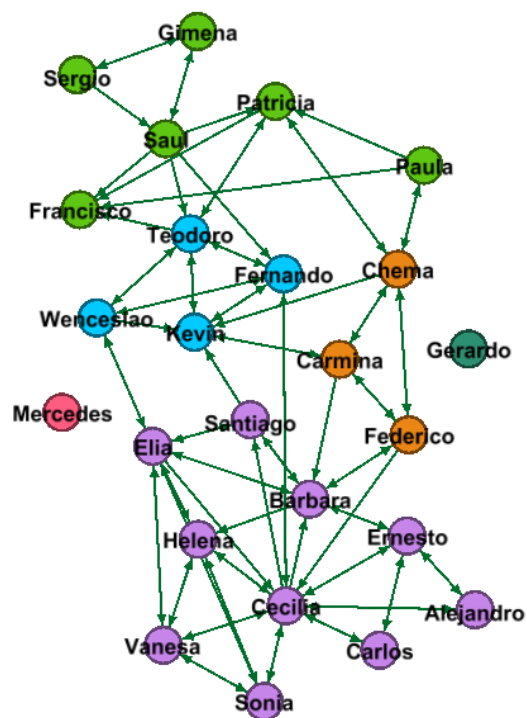 Gimena
Sergio
Patricia
Saul
Paula
Francisco
Teodoro
Fernando
Chema
Wenceslao
Kevin
Carmina
Gerardo
Mercedes
Santiago
Elia
Federico
Barbara
Helena
Ernesto
Cecilia
Alejandro
Vanesa
Carlos
Sonia